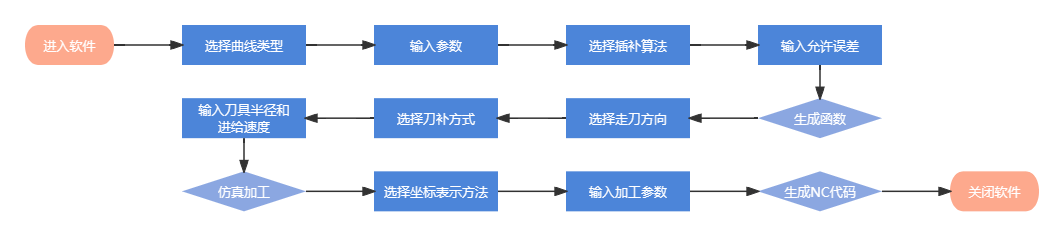 进入软件
选择曲线类型
输入参数
选择插补算法
输入允许误差
生成函数
选择走刀方向
选择刀补方式
输入刀具半径和
进给速度
仿真加工
选择坐标表示方法
输入加工参数
生成NC代码
关闭软件